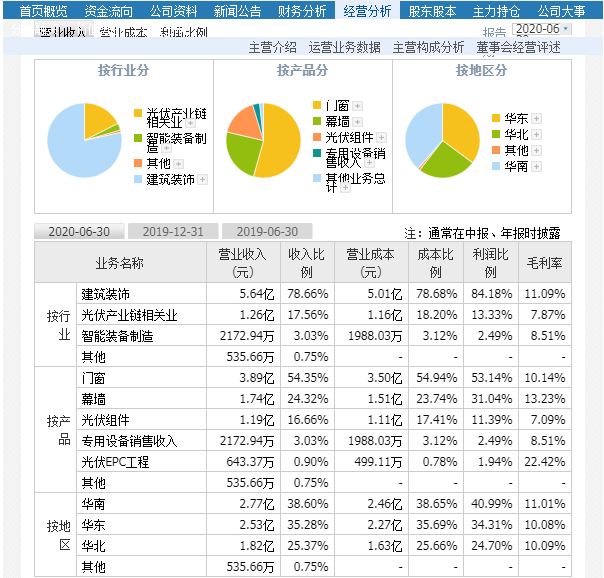 首页概览 资金流向 公司资料 新闻公告 财务分析 经营分析 股东股本 主力持仓 公司大事
营业收入 营业成本 利润比例 报告 2020-06
主营介绍 运营业务数据 主营构成分析 董事会经营评述
按行业分 按产品分 按地区分
光伏产业链
相关业
智能装备制
造
其他
建筑装饰
门窗
幕墙
光伏组件
专用设备销
售收入
其他业务总
计
华东
华北
其他
华南
2020-06-30 2019-12-31 2019-06-30 注：通常在中报、年报时披露
业务名称 营业收入(元) 收入比例 营业成本(元) 成本比例 利润比例 毛利率
按行业
建筑装饰 5.64亿 78.66% 5.01亿 78.68% 84.18% 11.09%
光伏产业链相关业 1.26亿 17.56% 1.16亿 18.20% 13.33% 7.87%
智能装备制造 2172.94万 3.03% 1988.03万 3.12% 2.49% 8.51%
其他 535.66万 0.75% - - - -
按产品
门窗 3.89亿 54.35% 3.50亿 54.94% 53.14% 10.14%
幕墙 1.74亿 24.32% 1.51亿 23.74% 31.04% 13.23%
光伏组件 1.19亿 16.66% 1.11亿 17.41% 11.39% 7.09%
专用设备销售收入 2172.94万 3.03% 1988.03万 3.12% 2.49% 8.51%
光伏EPC工程 643.37万 0.90% 499.11万 0.78% 1.94% 22.42%
其他 535.66万 0.75% - - - -
按地区
华南 2.77亿 38.60% 2.46亿 38.65% 40.99% 11.01%
华东 2.53亿 35.28% 2.27亿 35.69% 34.31% 10.08%
华北 1.82亿 25.37% 1.63亿 25.66% 24.70% 10.09%
其他 535.66万 0.75% - - - -